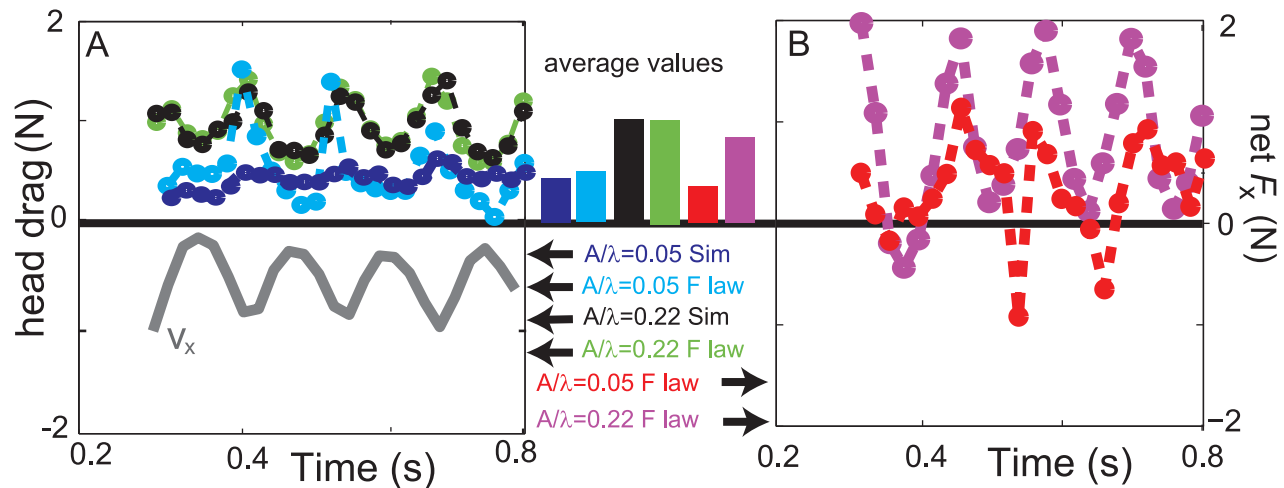 A
2
0
-2
head drag (N)
0.2
0.4
0.8
Time (s)
Vx
average values
A/λ=0.05 Sim
A/λ=0.05 F law
A/λ=0.22 Sim
A/λ=0.22 F law
A/λ=0.05 F law
A/λ=0.22 F law
B
2
0
-2
net Fx (N)
0.2
0.4
0.8
Time (s)